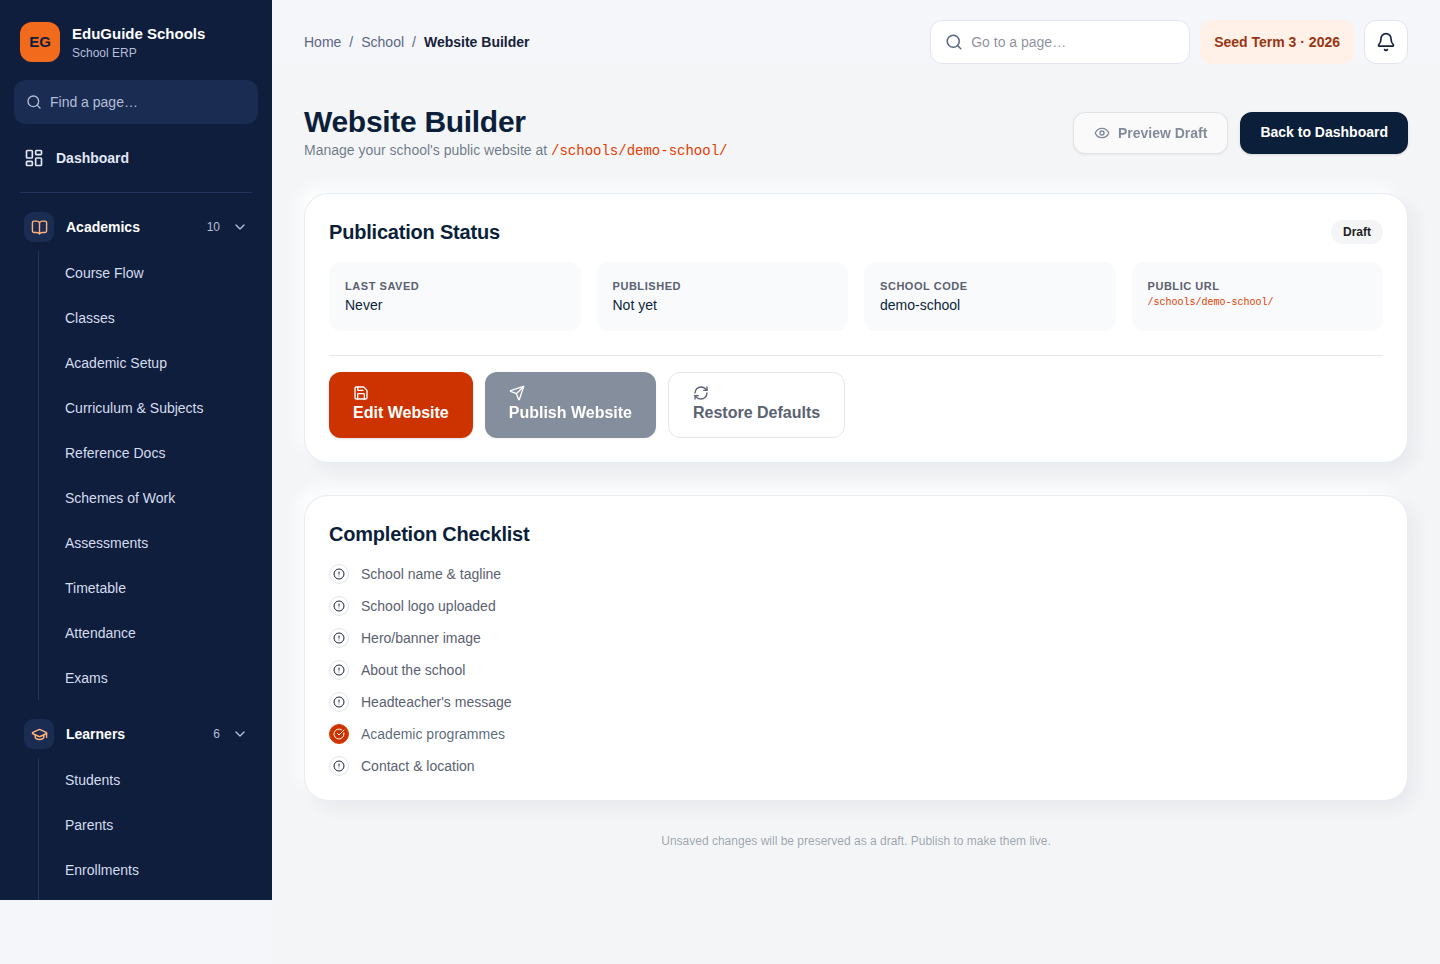 EG
EduGuide Schools
School ERP
Find a page…
Dashboard
Academics 10
Course Flow
Classes
Academic Setup
Curriculum & Subjects
Reference Docs
Schemes of Work
Assessments
Timetable
Attendance
Exams
Learners 6
Students
Parents
Enrollments
Home / School / Website Builder
Go to a page…
Seed Term 3 · 2026
Website Builder
Manage your school's public website at /schools/demo-school/
Preview Draft
Back to Dashboard
Publication Status
Draft
LAST SAVED
Never
PUBLISHED
Not yet
SCHOOL CODE
demo-school
PUBLIC URL
/schools/demo-school/
Edit Website
Publish Website
Restore Defaults
Completion Checklist
School name & tagline
School logo uploaded
Hero/banner image
About the school
Headteacher's message
Academic programmes
Contact & location
Unsaved changes will be preserved as a draft. Publish to make them live.